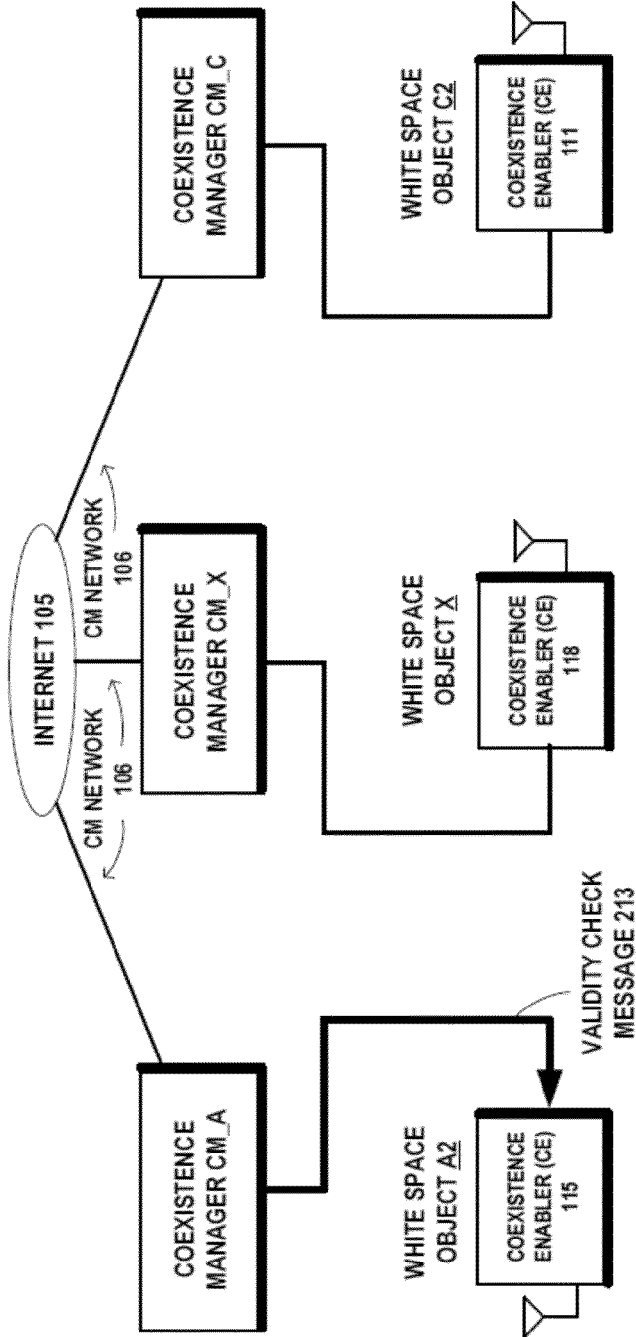 INTERNET 105
CM NETWORK
106
CM NETWORK
106
COEXISTENCE
MANAGER CM_A
COEXISTENCE
MANAGER CM_X
COEXISTENCE
MANAGER CM_C
WHITE SPACE
OBJECT A2
COEXISTENCE
ENABLER (CE)
115
VALIDITY CHECK
MESSAGE 213
WHITE SPACE
OBJECT X
COEXISTENCE
ENABLER (CE)
118
WHITE SPACE
OBJECT C2
COEXISTENCE
ENABLER (CE)
111